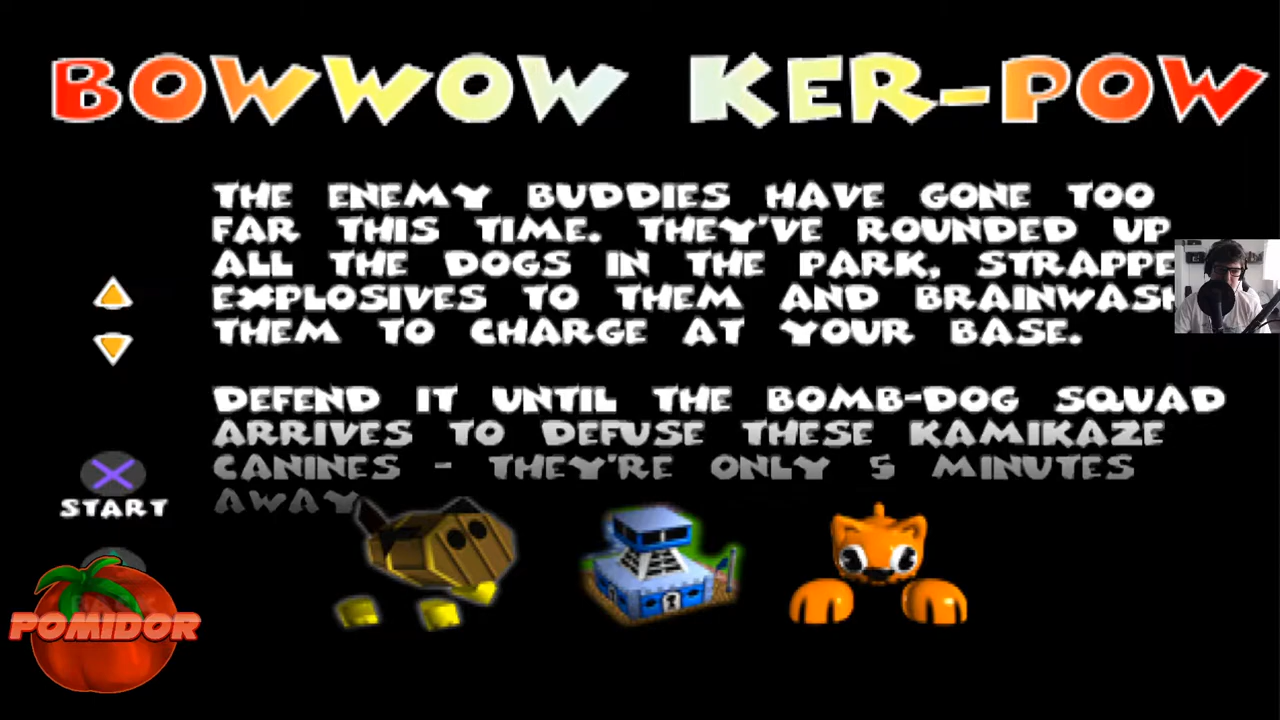 BOWWOW KER-POW
THE ENEMY BUDDIES HAVE GONE TOO
FAR THIS TIME. THEY'VE ROUNDED UP
ALL THE DOGS IN THE PARK, STRAPPE
EXPLOSIVES TO THEM AND BRAINWASH
THEM TO CHARGE AT YOUR BASE.
DEFEND IT UNTIL THE BOMB-DOG SQUAD
ARRIVES TO DEFUSE THESE KAMIKAZE
CANINES - THEY'RE ONLY 5 MINUTES
AWAY
START
POMIDOR